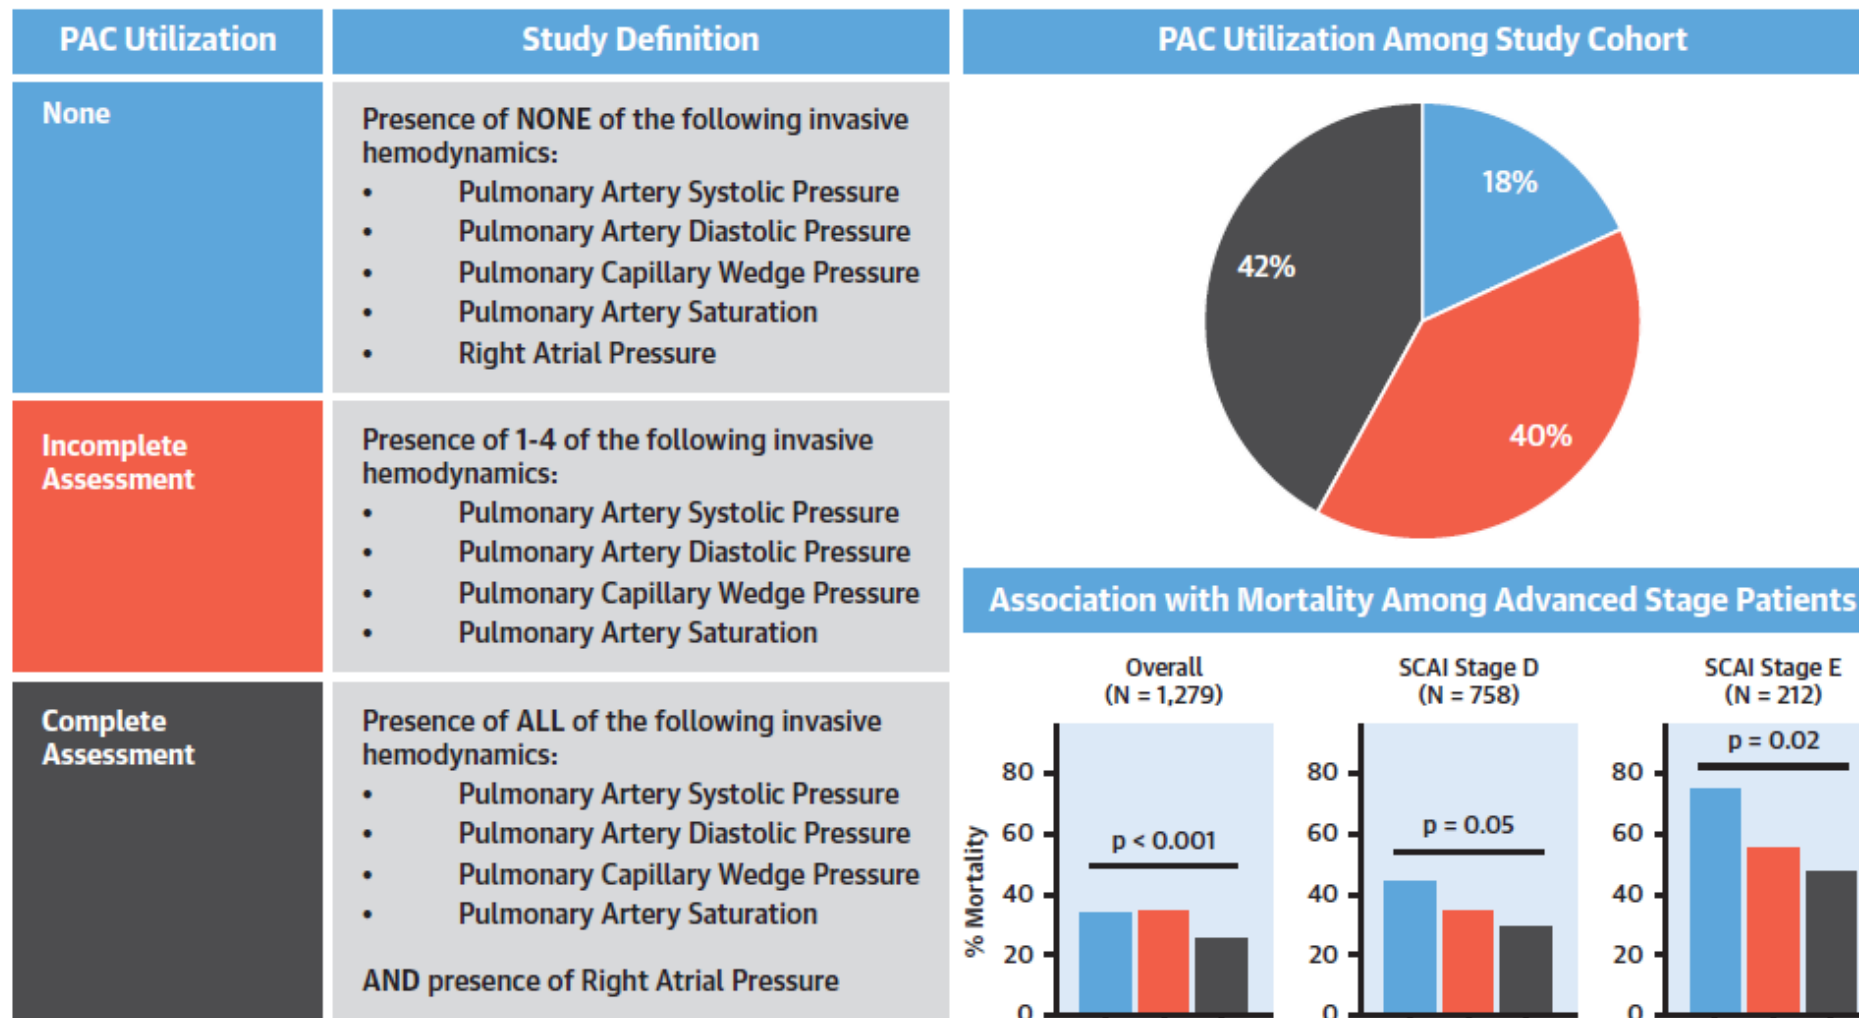 PAC Utilization
Study Definition
None
Presence of NONE of the following invasive
hemodynamics:
• Pulmonary Artery Systolic Pressure
• Pulmonary Artery Diastolic Pressure
• Pulmonary Capillary Wedge Pressure
• Pulmonary Artery Saturation
• Right Atrial Pressure
Incomplete
Assessment
Presence of 1-4 of the following invasive
hemodynamics:
• Pulmonary Artery Systolic Pressure
• Pulmonary Artery Diastolic Pressure
• Pulmonary Capillary Wedge Pressure
• Pulmonary Artery Saturation
Complete
Assessment
Presence of ALL of the following invasive
hemodynamics:
• Pulmonary Artery Systolic Pressure
• Pulmonary Artery Diastolic Pressure
• Pulmonary Capillary Wedge Pressure
• Pulmonary Artery Saturation
AND presence of Right Atrial Pressure
PAC Utilization Among Study Cohort
18%
42%
40%
Association with Mortality Among Advanced Stage Patients
% Mortality
Overall
(N = 1,279)
p < 0.001
80
60
40
20
0
SCAI Stage D
(N = 758)
p = 0.05
80
60
40
20
0
SCAI Stage E
(N = 212)
p = 0.02
80
60
40
20
0